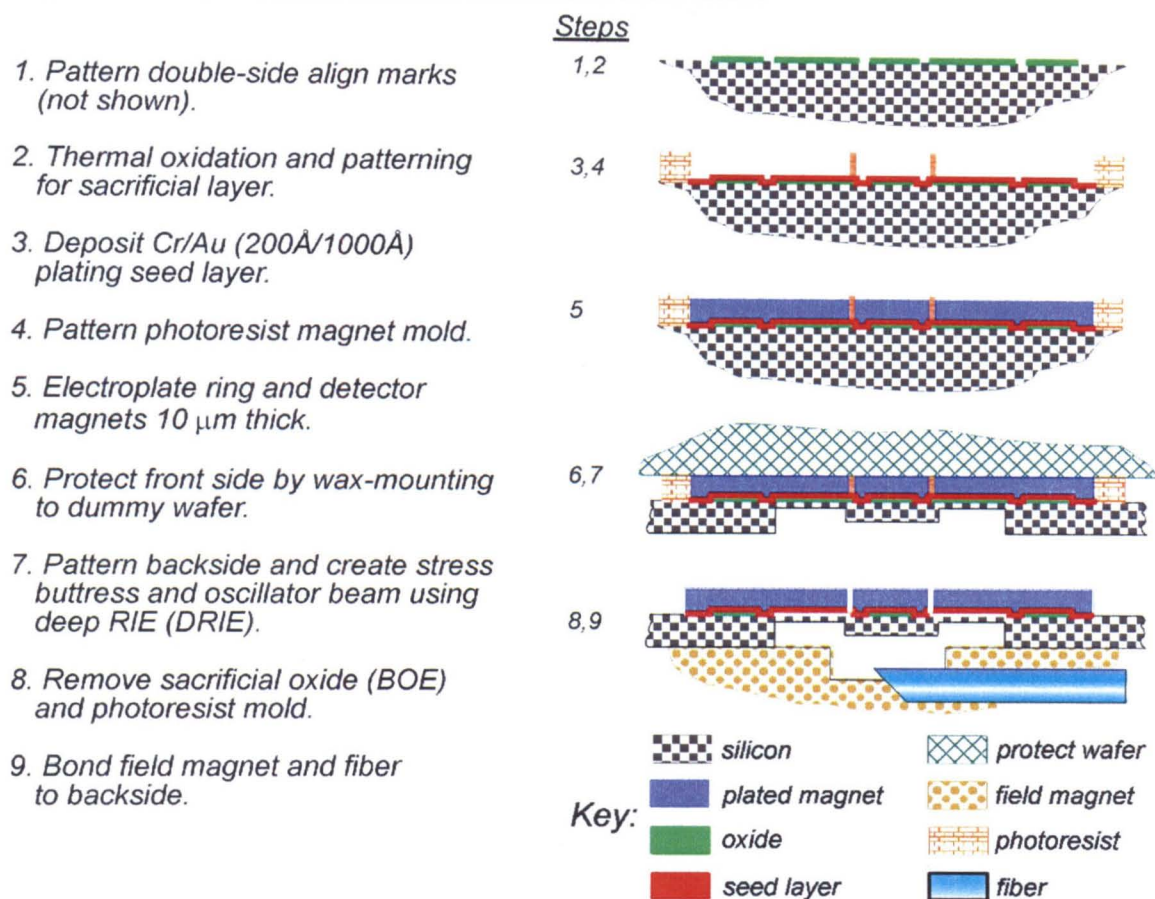 Steps
1. Pattern double-side align marks
(not shown).
2. Thermal oxidation and patterning
for sacrificial layer.
3. Deposit Cr/Au (200Å/1000Å)
plating seed layer.
4. Pattern photoresist magnet mold.
5. Electroplate ring and detector
magnets 10 μm thick.
6. Protect front side by wax-mounting
to dummy wafer.
7. Pattern backside and create stress
buttress and oscillator beam using
deep RIE (DRIE).
8. Remove sacrificial oxide (BOE)
and photoresist mold.
9. Bond field magnet and fiber
to backside.
1,2
3,4
5
6,7
8,9
Key:
silicon
plated magnet
oxide
seed layer
protect wafer
field magnet
photoresist
fiber